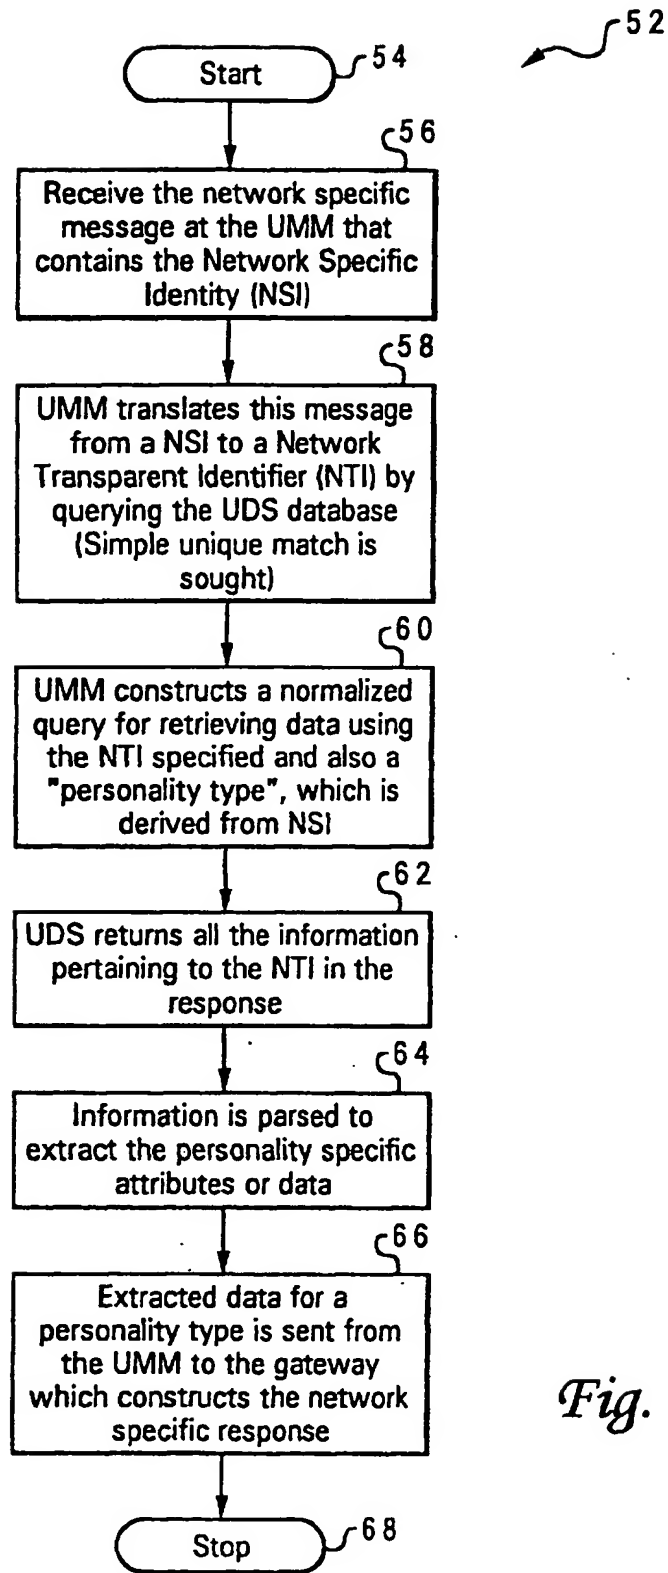 52
Start
54
56
Receive the network specific
message at the UMM that
contains the Network Specific
Identity (NSI)
58
UMM translates this message
from a NSI to a Network
Transparent Identifier (NTI) by
querying the UDS database
(Simple unique match is
sought)
60
UMM constructs a normalized
query for retrieving data using
the NTI specified and also a
"personality type", which is
derived from NSI
62
UDS returns all the information
pertaining to the NTI in the
response
64
Information is parsed to
extract the personality specific
attributes or data
66
Extracted data for a
personality type is sent from
the UMM to the gateway
which constructs the network
specific response
Fig.
Stop
68